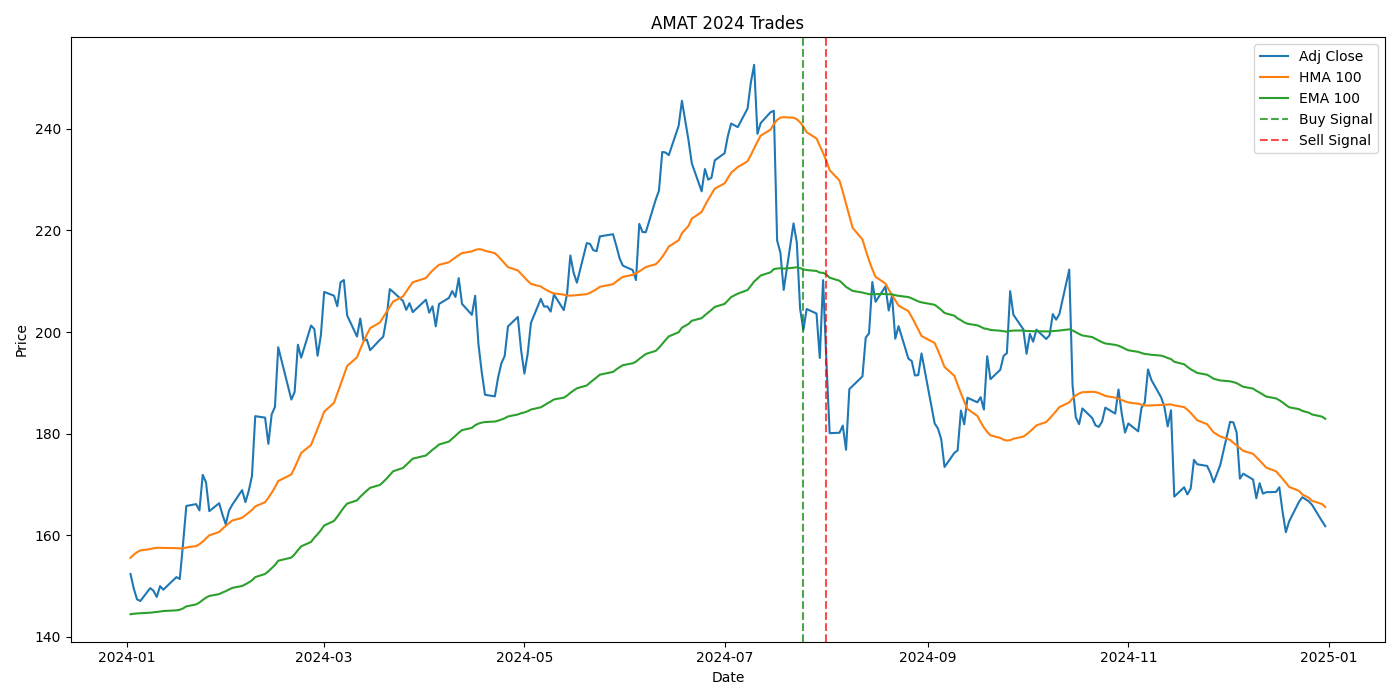 AMAT 2024 Trades
Adj Close
HMA 100
EMA 100
Buy Signal
Sell Signal
Price
240
220
200
180
160
140
2024-01
2024-03
2024-05
2024-07
2024-09
2024-11
2025-01
Date